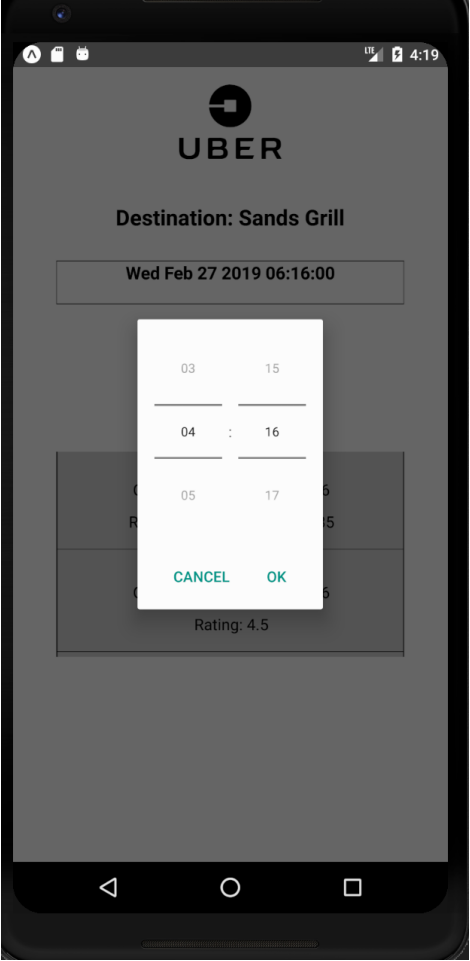 LTE 4:19
UBER
Destination: Sands Grill
Wed Feb 27 2019 06:16:00
03 15
04 : 16
05 17
CANCEL OK
Rating: 4.5